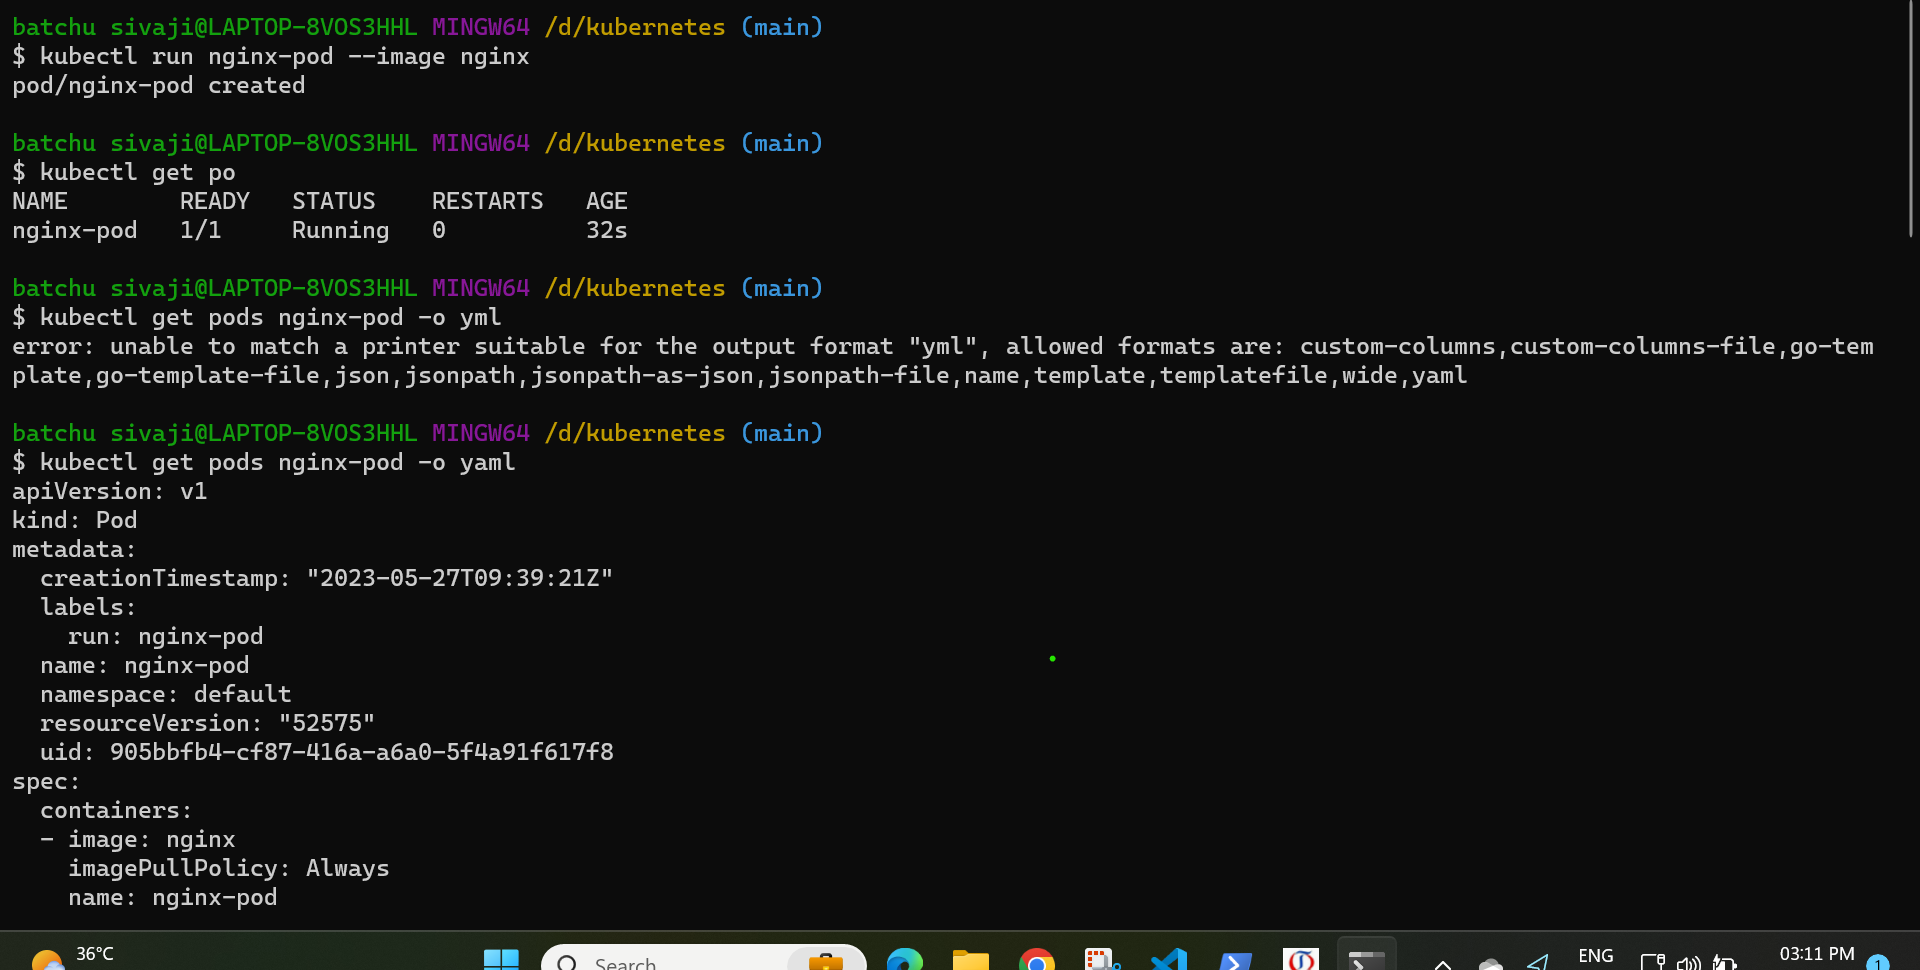 batchu sivaji@LAPTOP-8VOS3HHL MINGW64 /d/kubernetes (main)
$ kubectl run nginx-pod --image nginx
pod/nginx-pod created
batchu sivaji@LAPTOP-8VOS3HHL MINGW64 /d/kubernetes (main)
$ kubectl get po
NAME READY STATUS RESTARTS AGE
nginx-pod 1/1 Running 0 32s
batchu sivaji@LAPTOP-8VOS3HHL MINGW64 /d/kubernetes (main)
$ kubectl get pods nginx-pod -o yml
error: unable to match a printer suitable for the output format "yml", allowed formats are: custom-columns,custom-columns-file,go-tem
plate,go-template-file,json,jsonpath,jsonpath-as-json,jsonpath-file,name,template,templatefile,wide,yaml
batchu sivaji@LAPTOP-8VOS3HHL MINGW64 /d/kubernetes (main)
$ kubectl get pods nginx-pod -o yaml
apiVersion: v1
kind: Pod
metadata:
  creationTimestamp: "2023-05-27T09:39:21Z"
  labels:
    run: nginx-pod
  name: nginx-pod
  namespace: default
  resourceVersion: "52575"
  uid: 905bbfb4-cf87-416a-a6a0-5f4a91f617f8
spec:
  containers:
  - image: nginx
    imagePullPolicy: Always
    name: nginx-pod
36°C
Search
ENG
03:11 PM
1